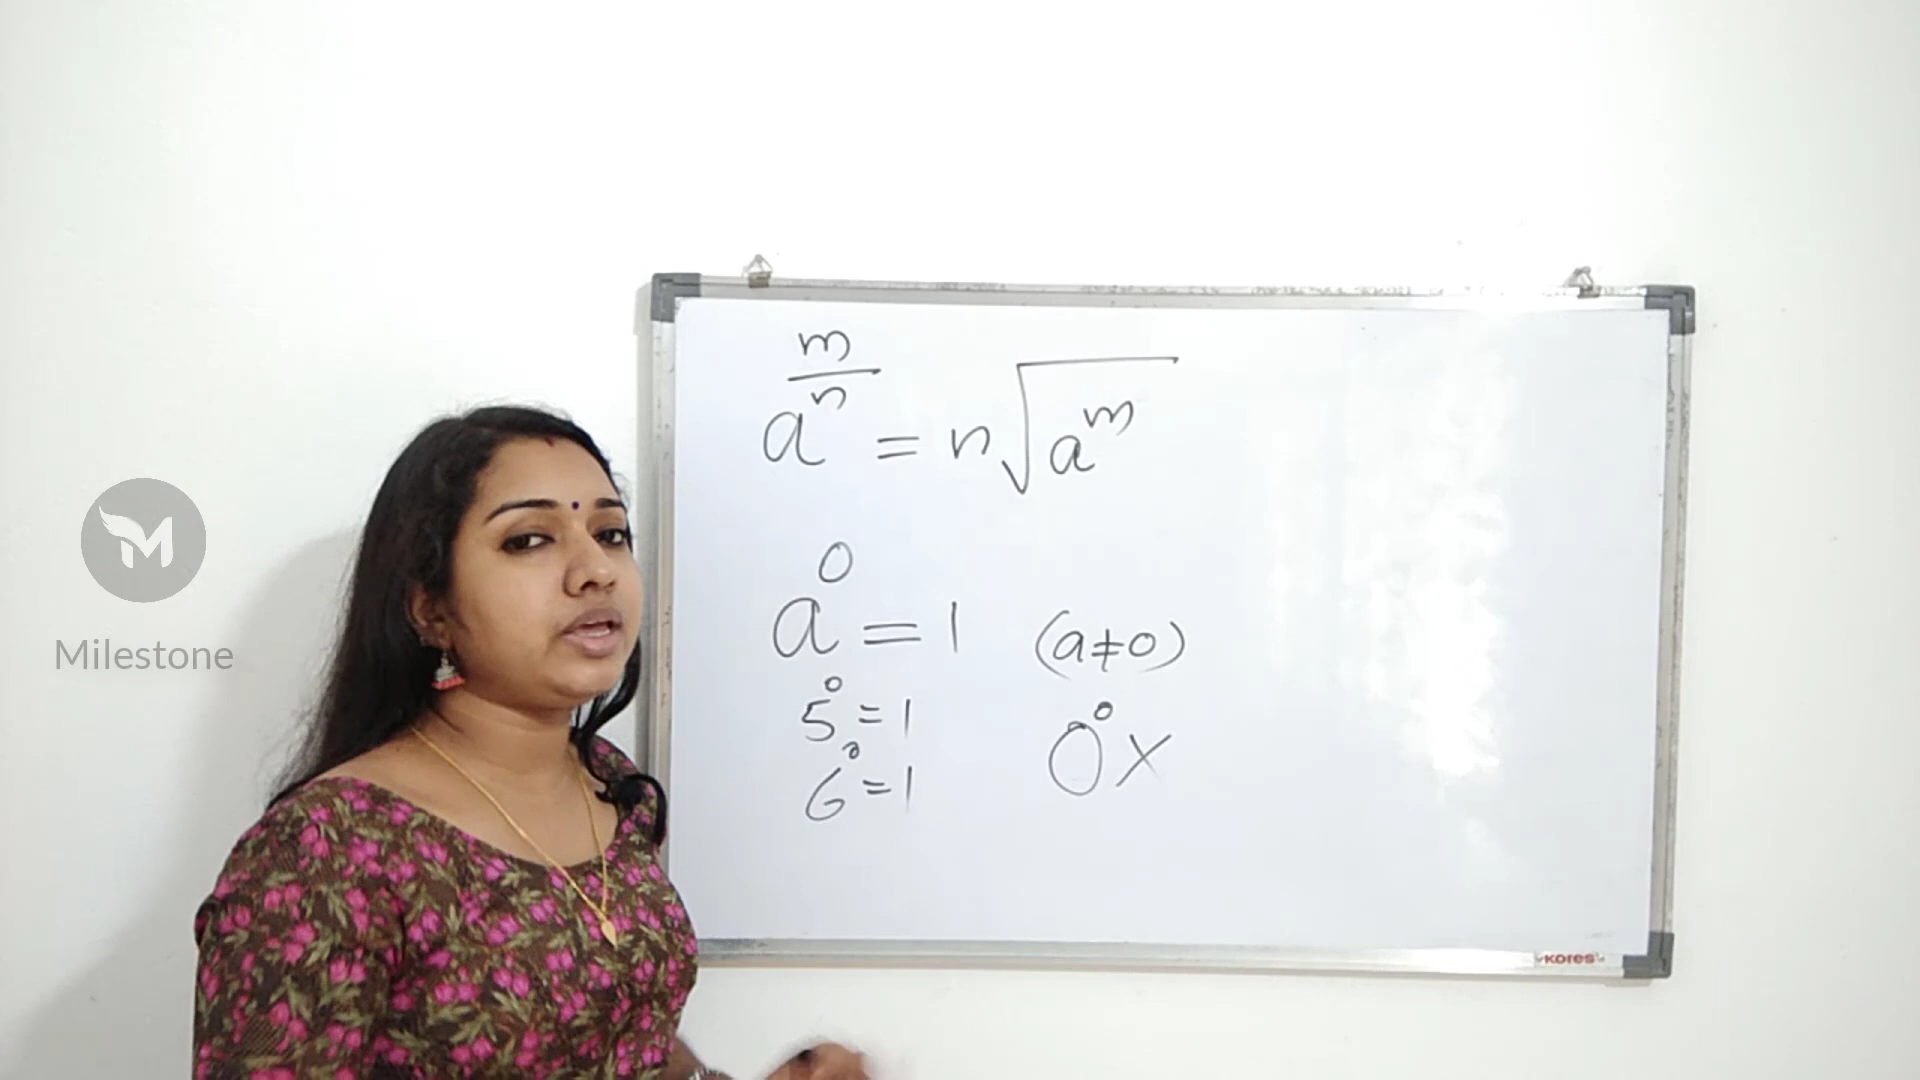 a^(m/n) = n√(a^m)
a^0 = 1 (a≠0)
5^0 = 1
0^0 X
6^0 = 1
M
Milestone
KORES